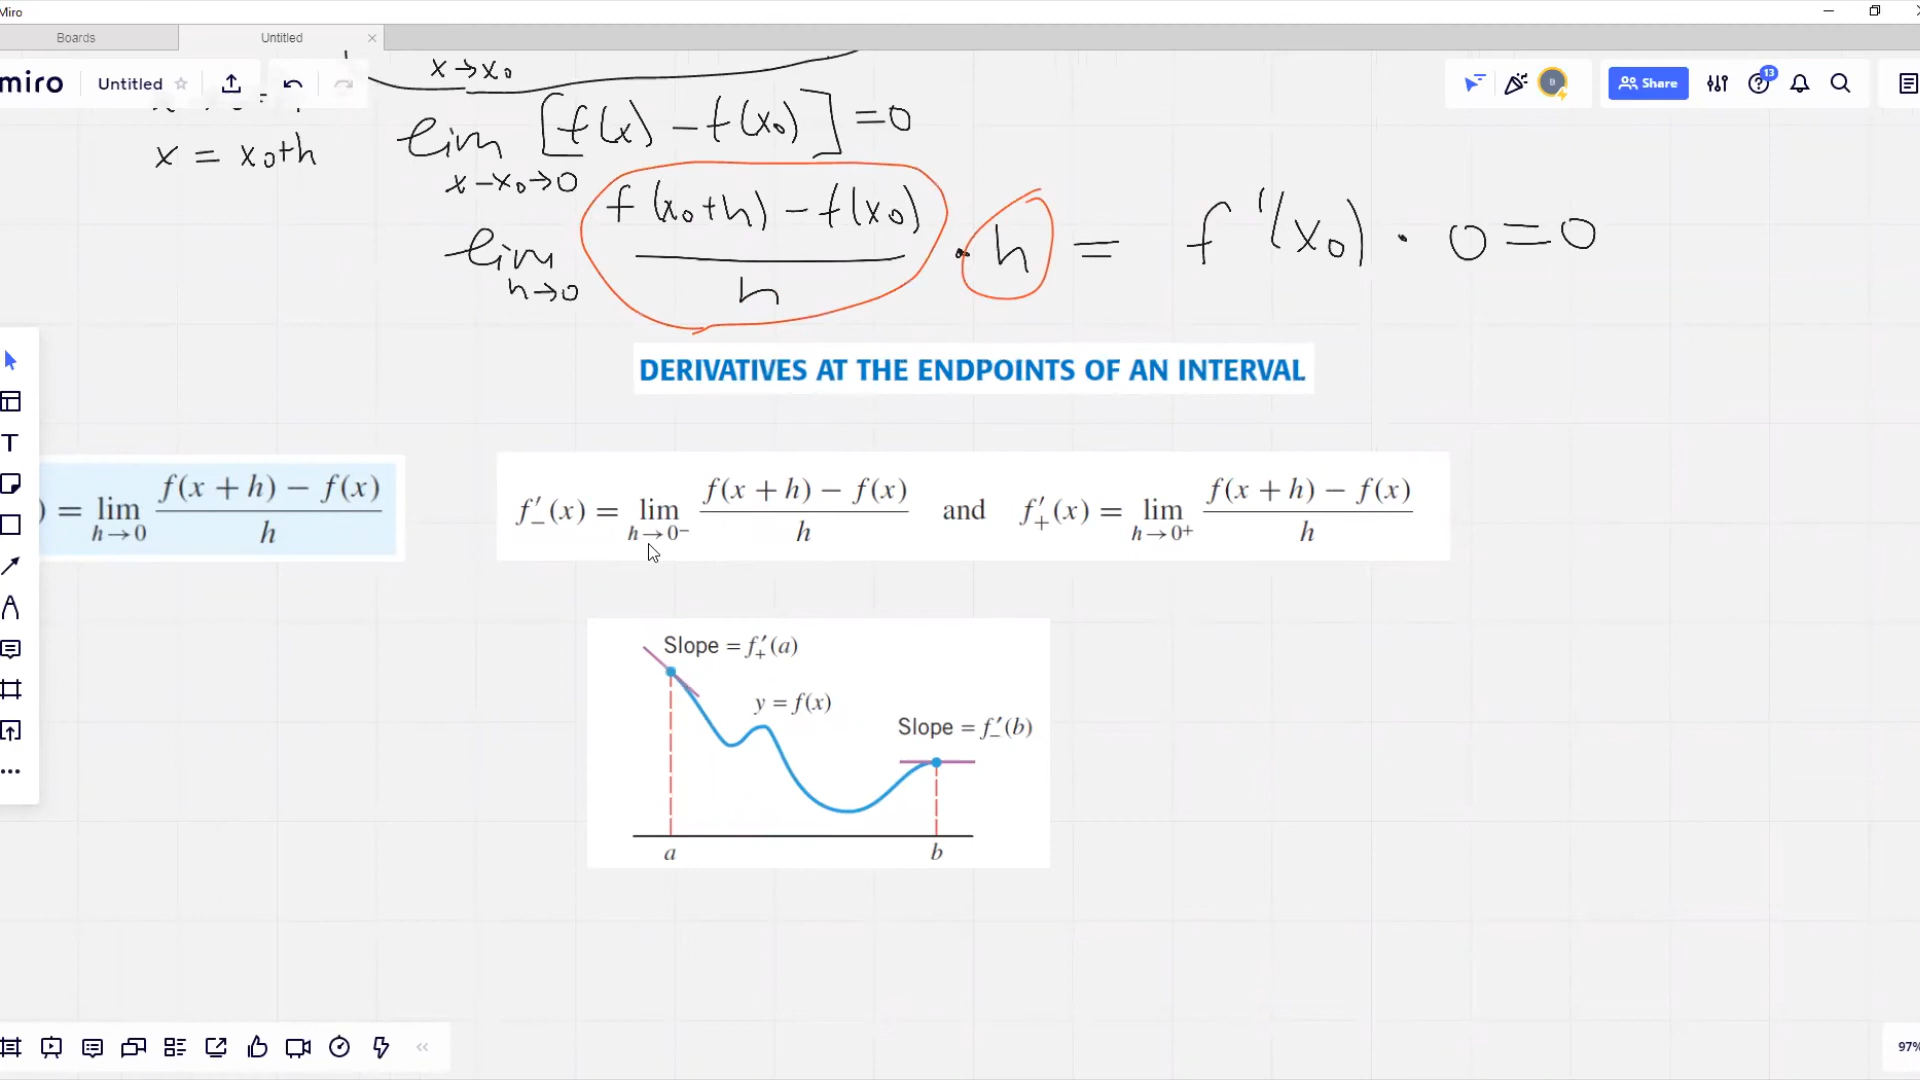 Miro
Boards Untitled
miro Untitled Share 13
x→x₀
x = x₀+h
lim [f(x) – f(x₀)] = 0
x–x₀→0
lim f(x₀+h) – f(x₀) / h · h = f'(x₀) · 0 = 0
h→0
DERIVATIVES AT THE ENDPOINTS OF AN INTERVAL
) = lim h→0 f(x + h) − f(x) / h
f′₋(x) = lim h→0⁻ f(x + h) − f(x) / h and f′₊(x) = lim h→0⁺ f(x + h) − f(x) / h
Slope = f′₊(a)
y = f(x)
Slope = f′₋(b)
a b
97%